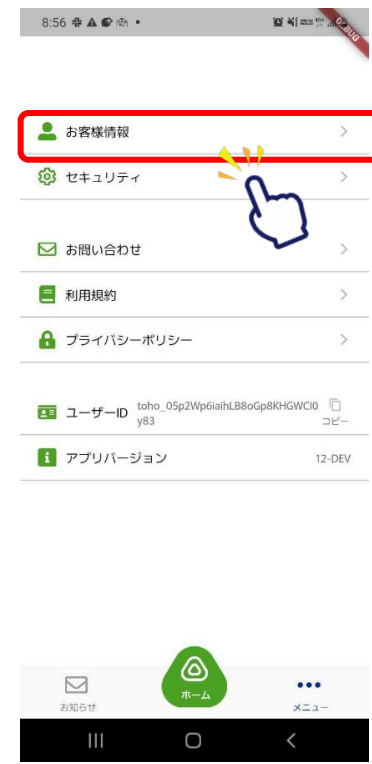 8:56
DEBUG
お客様情報
セキュリティ
お問い合わせ
利用規約
プライバシーポリシー
ユーザーID toho_05p2Wp6iaihLB8oGp8KHGWCI0
y83
コピー
アプリバージョン 12-DEV
お知らせ
ホーム
メニュー